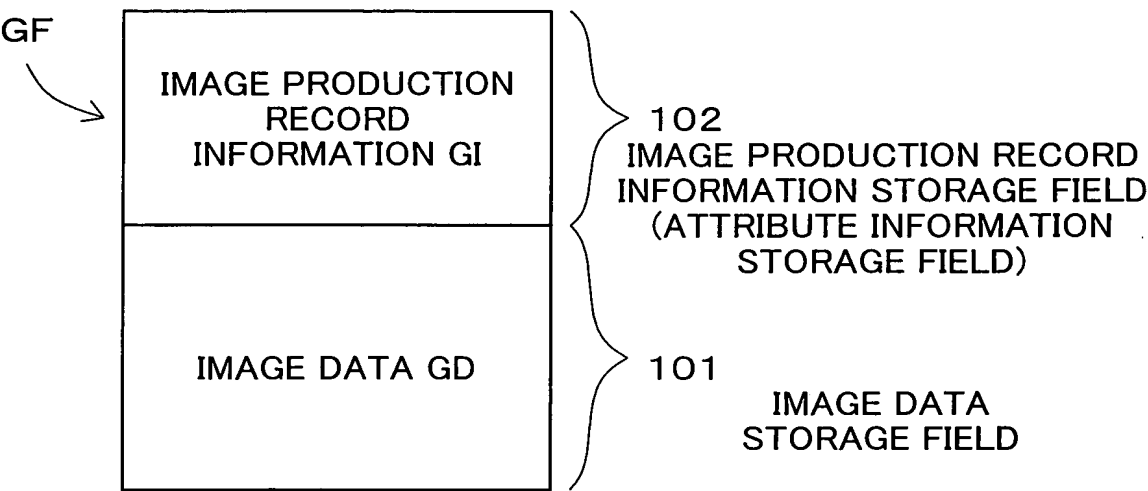 GF
IMAGE PRODUCTION
RECORD
INFORMATION GI
102
IMAGE PRODUCTION RECORD
INFORMATION STORAGE FIELD
(ATTRIBUTE INFORMATION
STORAGE FIELD)
IMAGE DATA GD
101
IMAGE DATA
STORAGE FIELD